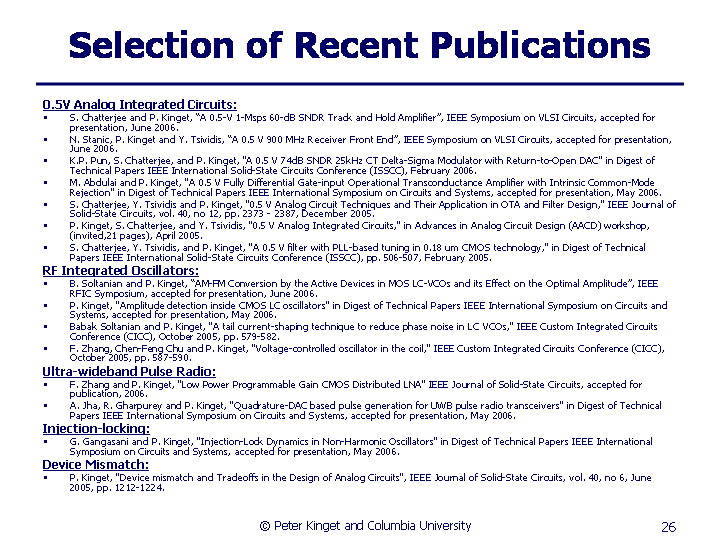 Selection of Recent Publications
0.5V Analog Integrated Circuits:
• S. Chatterjee and P. Kinget, “A 0.5-V 1-Msps 60-dB SNDR Track and Hold Amplifier”, IEEE Symposium on VLSI Circuits, accepted for
presentation, June 2006.
• N. Stanic, P. Kinget and Y. Tsividis, “A 0.5 V 900 MHz Receiver Front End”, IEEE Symposium on VLSI Circuits, accepted for presentation,
June 2006.
• K.P. Pun, S. Chatterjee, and P. Kinget, "A 0.5 V 74dB SNDR 25kHz CT Delta-Sigma Modulator with Return-to-Open DAC" in Digest of
Technical Papers IEEE International Solid-State Circuits Conference (ISSCC), February 2006.
• M. Abdulai and P. Kinget, "A 0.5 V Fully Differential Gate-input Operational Transconductance Amplifier with Intrinsic Common-Mode
Rejection" in Digest of Technical Papers IEEE International Symposium on Circuits and Systems, accepted for presentation, May 2006.
• S. Chatterjee, Y. Tsividis and P. Kinget, "0.5 V Analog Circuit Techniques and Their Application in OTA and Filter Design," IEEE Journal of
Solid-State Circuits, vol. 40, no 12, pp. 2373 - 2387, December 2005.
• P. Kinget, S. Chatterjee, and Y. Tsividis, "0.5 V Analog Integrated Circuits," in Advances in Analog Circuit Design (AACD) workshop,
(invited,21 pages), April 2005.
• S. Chatterjee, Y. Tsividis, and P. Kinget, "A 0.5 V filter with PLL-based tuning in 0.18 um CMOS technology," in Digest of Technical
Papers IEEE International Solid-State Circuits Conference (ISSCC), pp. 506-507, February 2005.
RF Integrated Oscillators:
• B. Soltanian and P. Kinget, “AM-FM Conversion by the Active Devices in MOS LC-VCOs and its Effect on the Optimal Amplitude”, IEEE
RFIC Symposium, accepted for presentation, June 2006.
• P. Kinget, "Amplitude detection inside CMOS LC oscillators" in Digest of Technical Papers IEEE International Symposium on Circuits and
Systems, accepted for presentation, May 2006.
• Babak Soltanian and P. Kinget, "A tail current-shaping technique to reduce phase noise in LC VCOs," IEEE Custom Integrated Circuits
Conference (CICC), October 2005, pp. 579-582.
• F. Zhang, Chen-Feng Chu and P. Kinget, "Voltage-controlled oscillator in the coil," IEEE Custom Integrated Circuits Conference (CICC),
October 2005, pp. 587-590.
Ultra-wideband Pulse Radio:
• F. Zhang and P. Kinget, "Low Power Programmable Gain CMOS Distributed LNA" IEEE Journal of Solid-State Circuits, accepted for
publication, 2006.
• A. Jha, R. Gharpurey and P. Kinget, "Quadrature-DAC based pulse generation for UWB pulse radio transceivers" in Digest of Technical
Papers IEEE International Symposium on Circuits and Systems, accepted for presentation, May 2006.
Injection-locking:
• G. Gangasani and P. Kinget, "Injection-Lock Dynamics in Non-Harmonic Oscillators" in Digest of Technical Papers IEEE International
Symposium on Circuits and Systems, accepted for presentation, May 2006.
Device Mismatch:
• P. Kinget, "Device mismatch and Tradeoffs in the Design of Analog Circuits", IEEE Journal of Solid-State Circuits, vol. 40, no 6, June
2005, pp. 1212-1224.
© Peter Kinget and Columbia University
26